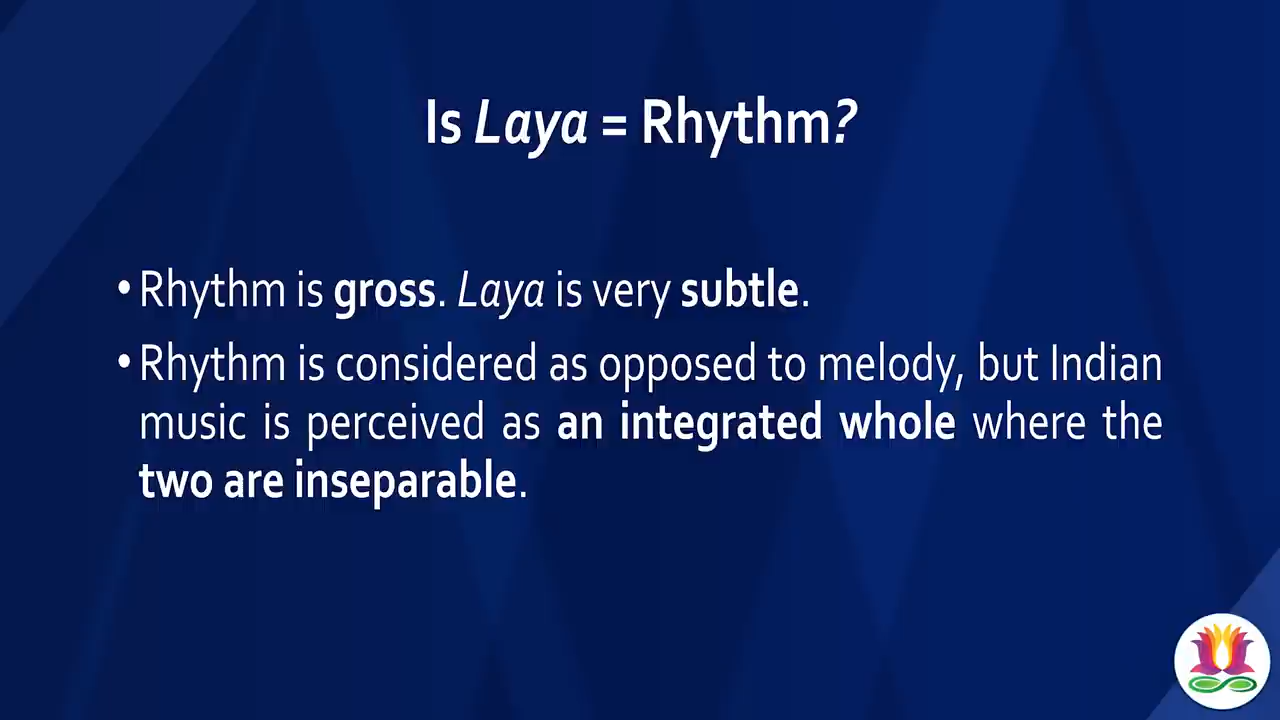 Is Laya = Rhythm?
• Rhythm is gross. Laya is very subtle.
• Rhythm is considered as opposed to melody, but Indian
music is perceived as an integrated whole where the
two are inseparable.